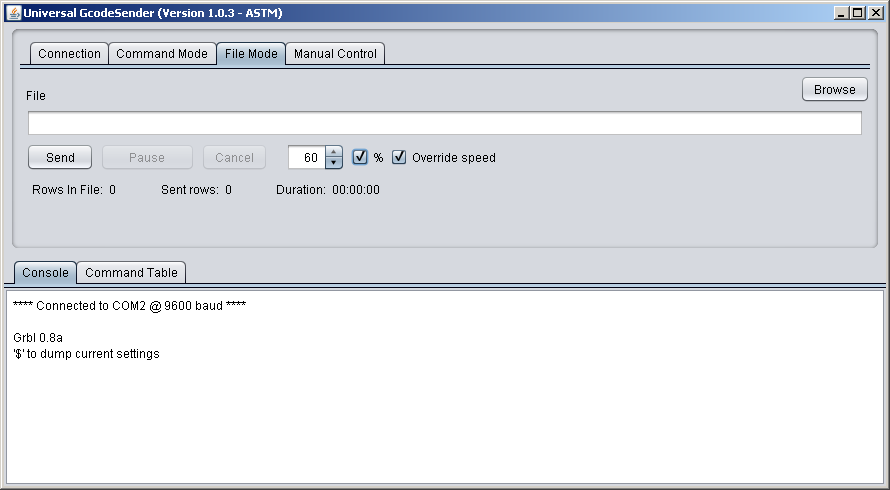 Universal GcodeSender (Version 1.0.3 - ASTM)
Connection Command Mode File Mode Manual Control
Browse
File
Send Pause Cancel 60 % Override speed
Rows In File: 0 Sent rows: 0 Duration: 00:00:00
Console Command Table
**** Connected to COM2 @ 9600 baud ****
Grbl 0.8a
'$' to dump current settings